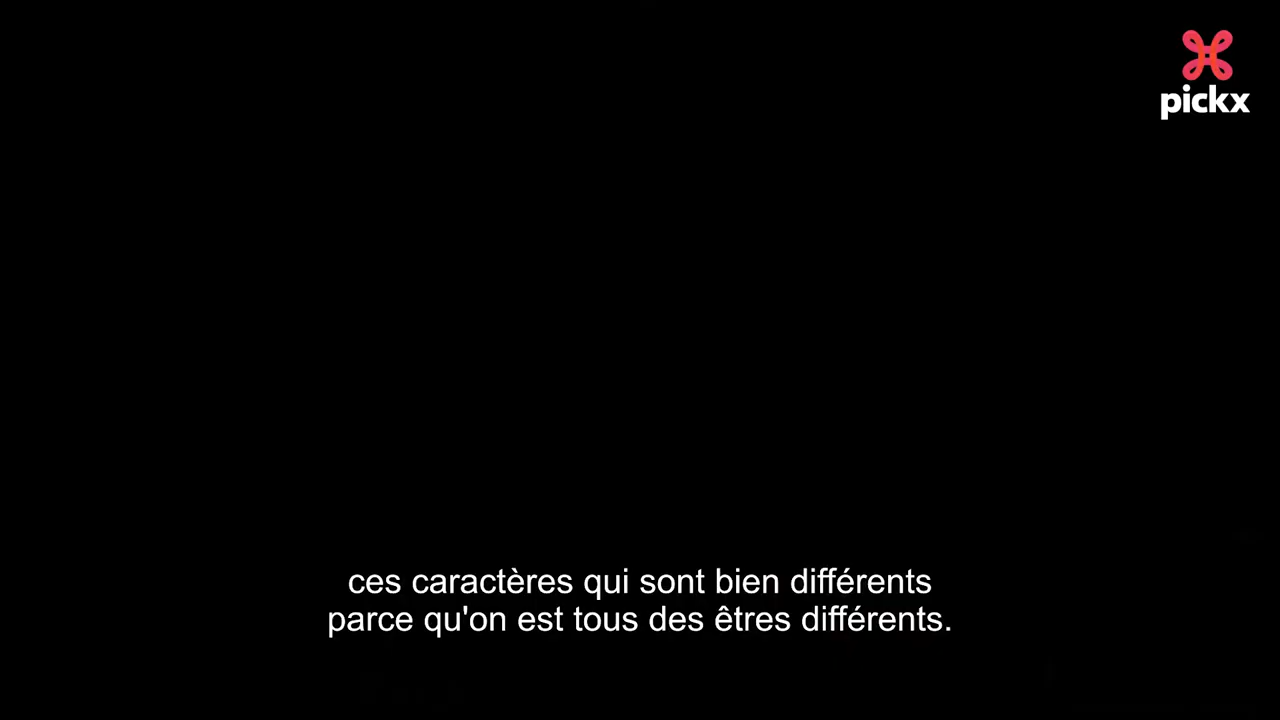 pickx
ces caractères qui sont bien différents
parce qu'on est tous des êtres différents.